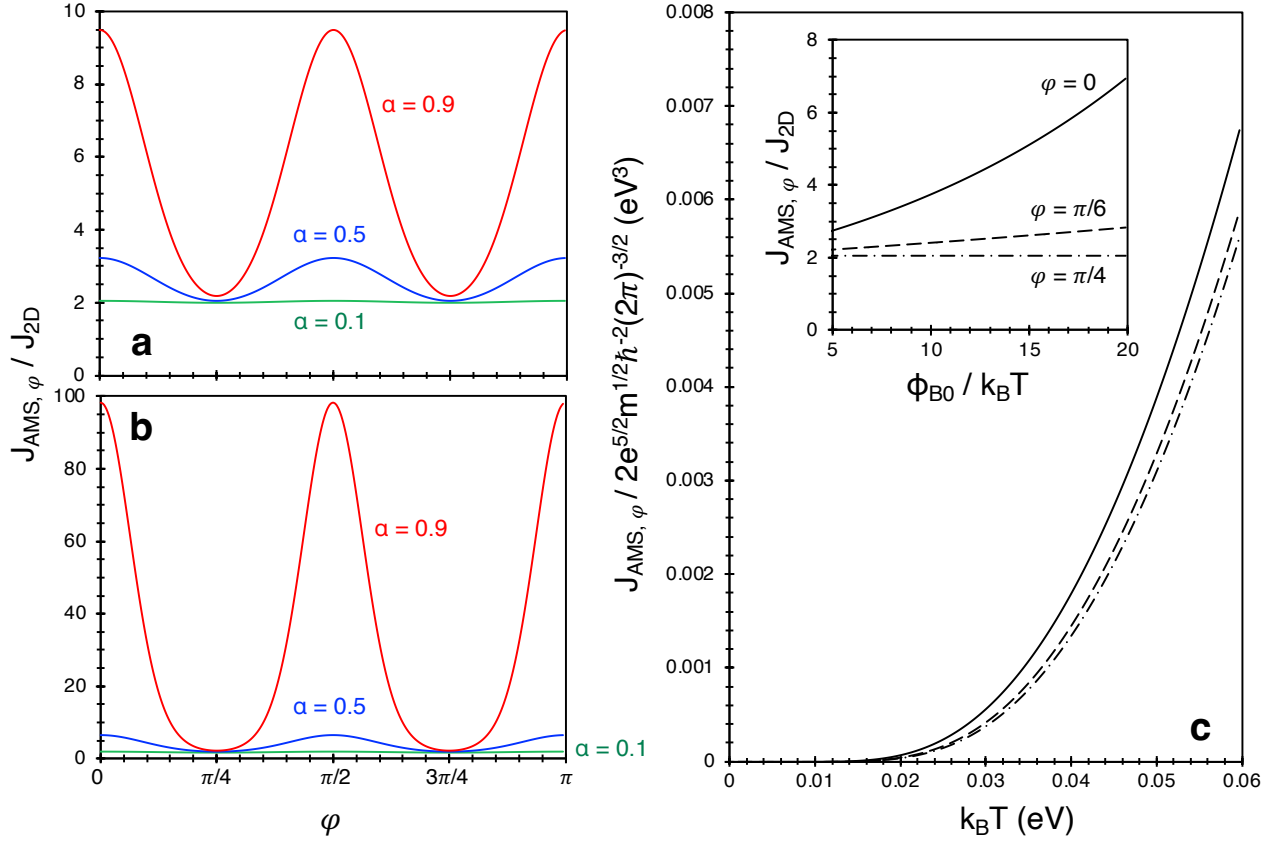 J_AMS, φ / J_2D
10
8
6
4
2
0
α = 0.9
α = 0.5
α = 0.1
a
100
80
60
40
20
0
b
α = 0.9
α = 0.5
α = 0.1
0 π/4 π/2 3π/4 π
φ
J_AMS, φ / 2e^5/2 m^1/2 ℏ^-2 (2π)^-3/2 (eV^3)
0.008
0.007
0.006
0.005
0.004
0.003
0.002
0.001
0
J_AMS, φ / J_2D
8
6
4
2
0
φ = 0
φ = π/6
φ = π/4
5 10 15 20
ϕ_B0 / k_BT
c
0 0.01 0.02 0.03 0.04 0.05 0.06
k_BT (eV)